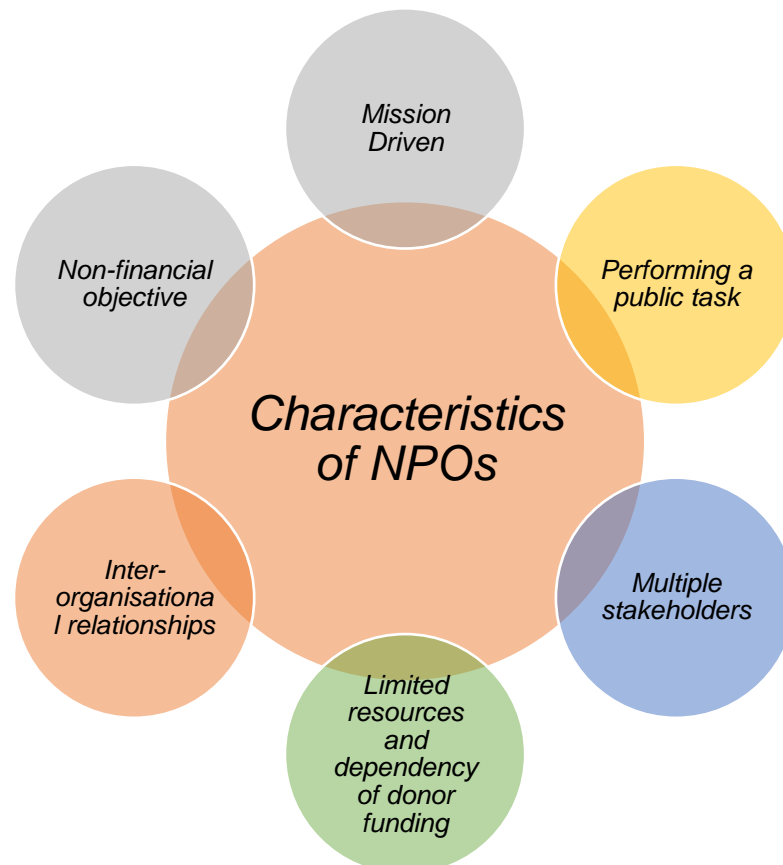 Mission
Driven
Performing a
public task
Multiple
stakeholders
Limited
resources
and
dependency
of donor
funding
Inter-
organisationa
l relationships
Non-financial
objective
Characteristics
of NPOs